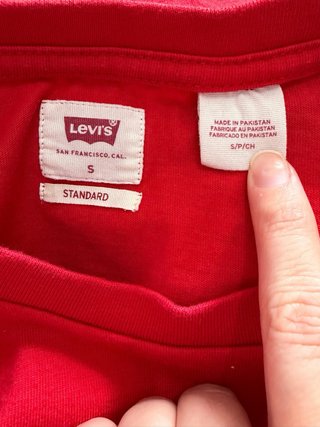 Levi's
SAN FRANCISCO, CAL.
S
STANDARD
MADE IN PAKISTAN
FABRIQUE AU PAKISTAN
FABRICADO EN PAKISTAN
S/P/CH